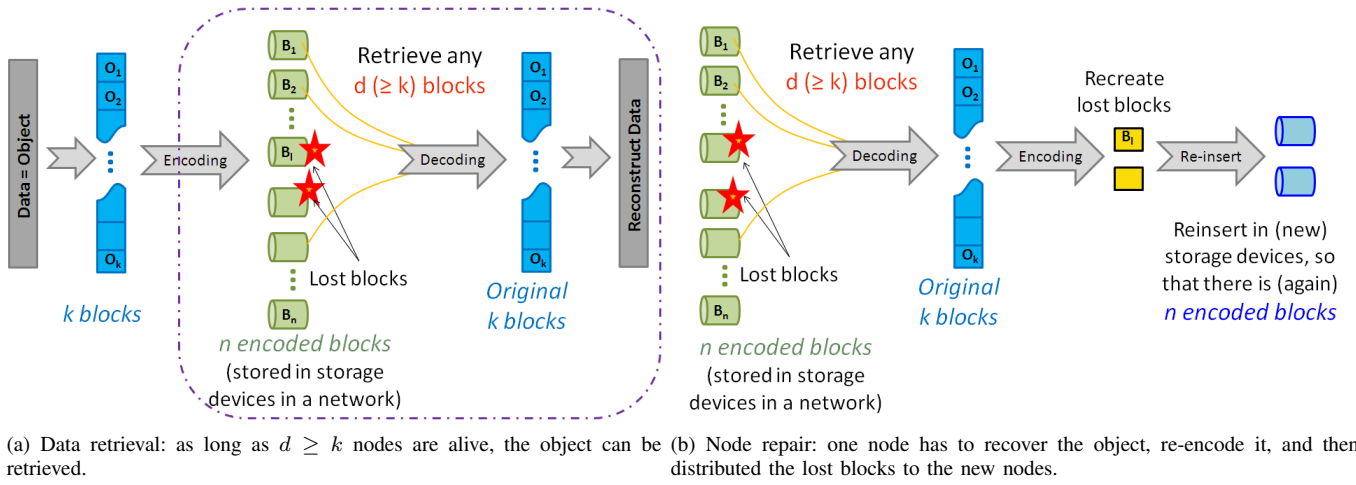 Data = Object
O1
O2
Ok
k blocks
Encoding
B1
B2
Bl
Bn
Lost blocks
n encoded blocks
(stored in storage
devices in a network)
Retrieve any
d (≥ k) blocks
Decoding
O1
O2
Ok
Original
k blocks
Reconstruct Data
B1
B2
Bn
Lost blocks
n encoded blocks
(stored in storage
devices in a network)
Retrieve any
d (≥ k) blocks
Decoding
O1
O2
Ok
Original
k blocks
Encoding
Recreate
lost blocks
Bl
Re-insert
Reinsert in (new)
storage devices, so
that there is (again)
n encoded blocks
(a) Data retrieval: as long as d ≥ k nodes are alive, the object can be
retrieved.
(b) Node repair: one node has to recover the object, re-encode it, and then
distributed the lost blocks to the new nodes.